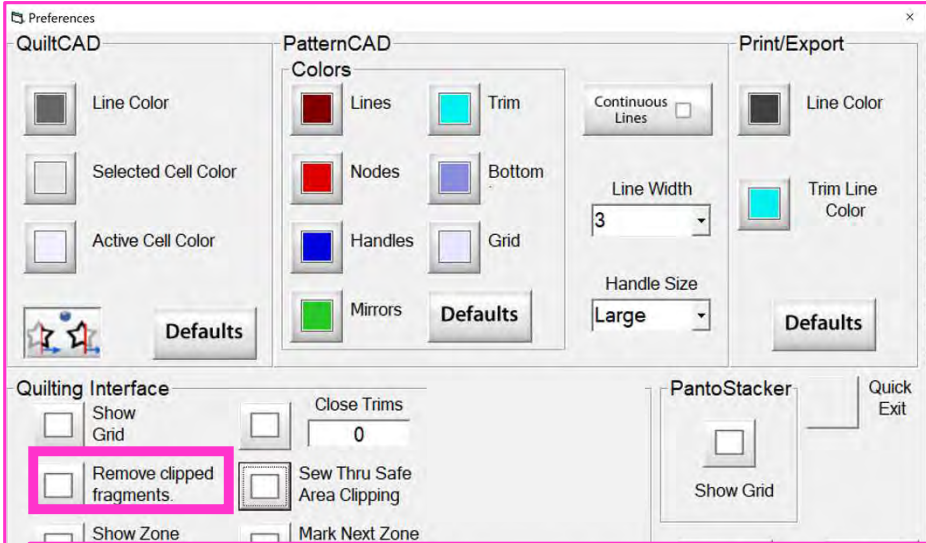 Preferences
QuiltCAD
PatternCAD
Print/Export
Colors
Line Color
Selected Cell Color
Active Cell Color
Defaults
Lines
Nodes
Handles
Mirrors
Trim
Bottom
Grid
Defaults
Continuous
Lines
Line Width
3
Handle Size
Large
Line Color
Trim Line
Color
Defaults
Quilting Interface
Show
Grid
Close Trims
0
Remove clipped
fragments.
Sew Thru Safe
Area Clipping
Show Zone
Mark Next Zone
PantoStacker
Show Grid
Quick
Exit